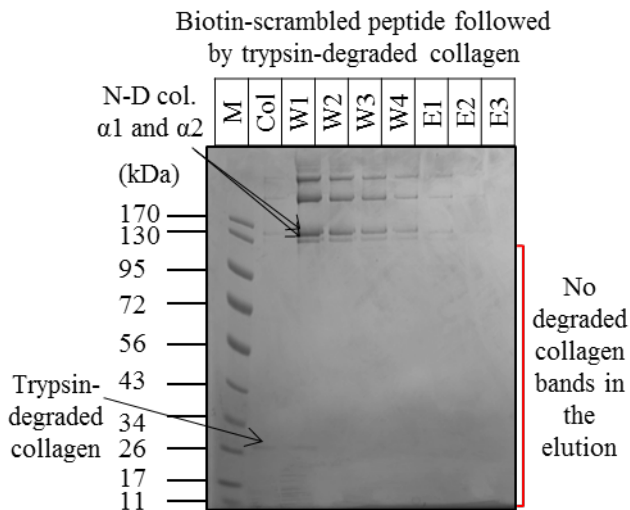 Biotin-scrambled peptide followed
by trypsin-degraded collagen
N-D col.
α1 and α2
M
Col
W1
W2
W3
W4
E1
E2
E3
(kDa)
170
130
95
72
56
43
34
26
17
11
Trypsin-
degraded
collagen
No
degraded
collagen
bands in
the
elution